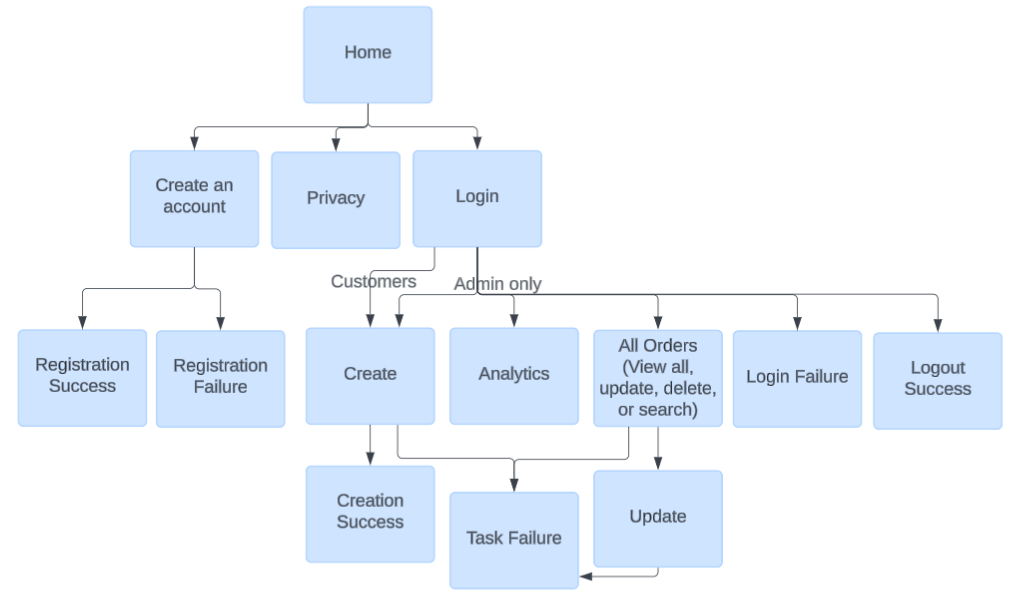 Home
Create an
account
Privacy
Login
Customers
Admin only
Registration
Success
Registration
Failure
Create
Analytics
All Orders
(View all,
update, delete,
or search)
Login Failure
Logout
Success
Creation
Success
Task Failure
Update